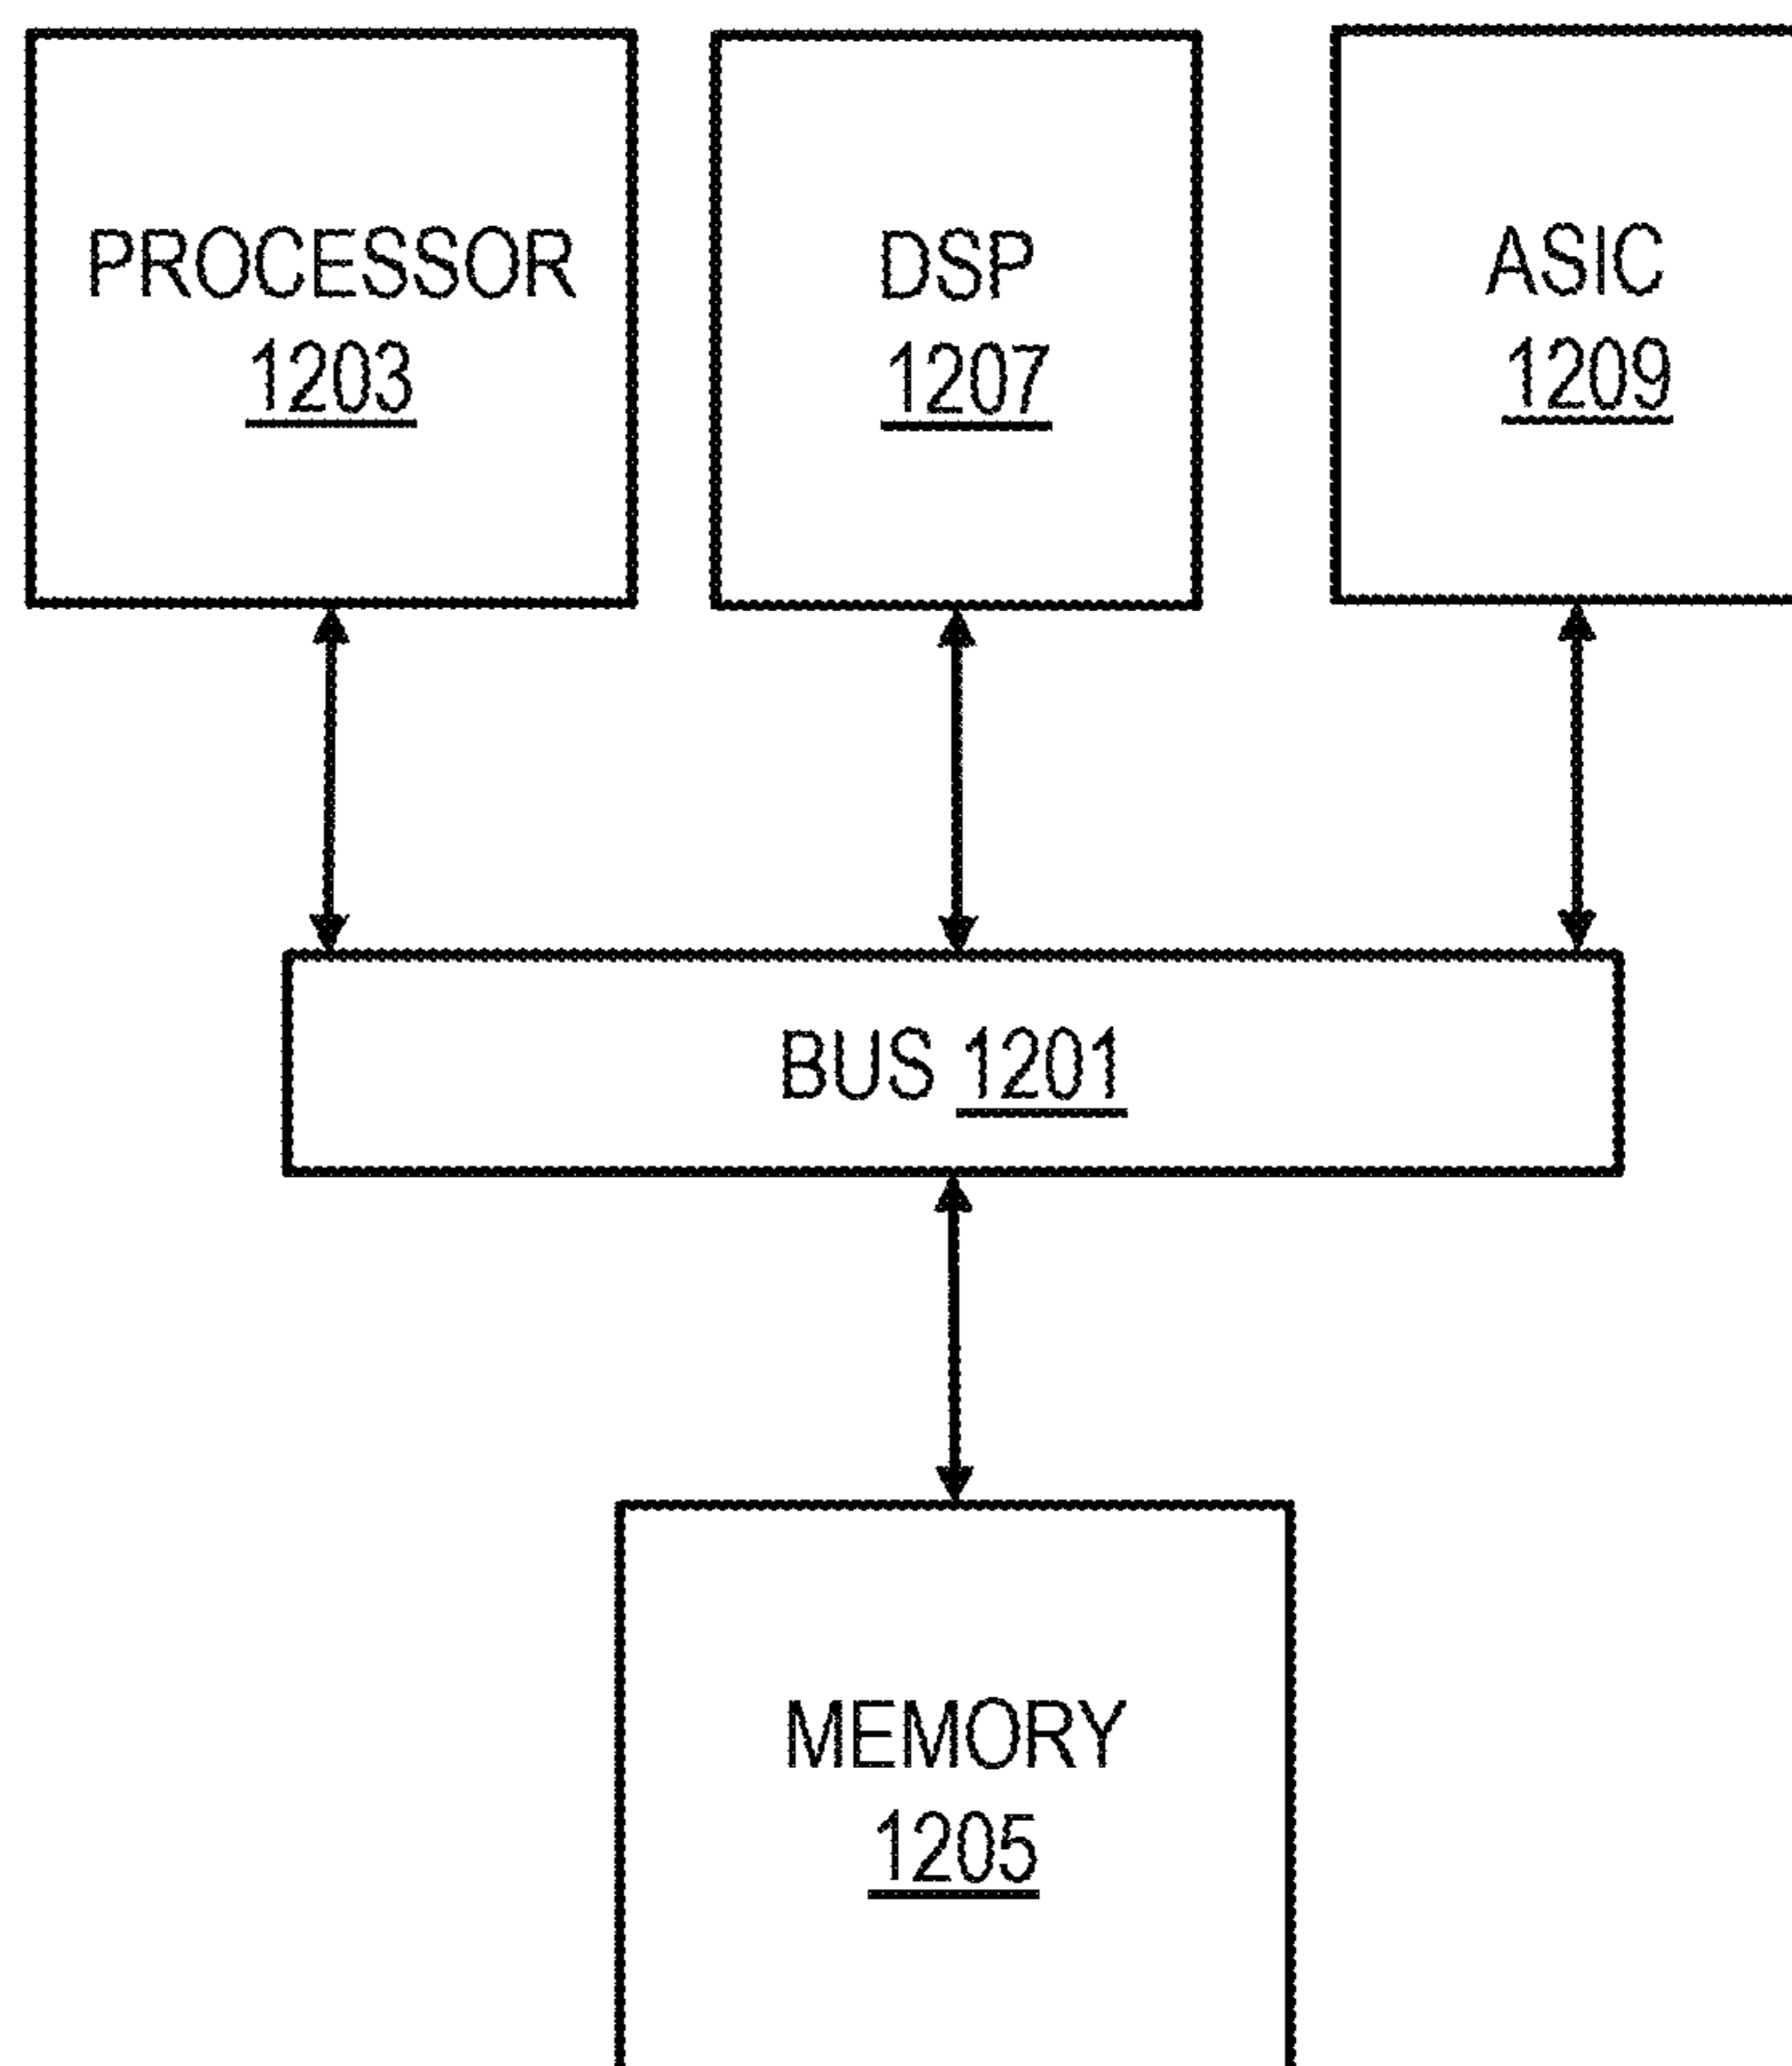 PROCESSOR
1203
DSP
1207
ASIC
1209
BUS 1201
MEMORY
1205